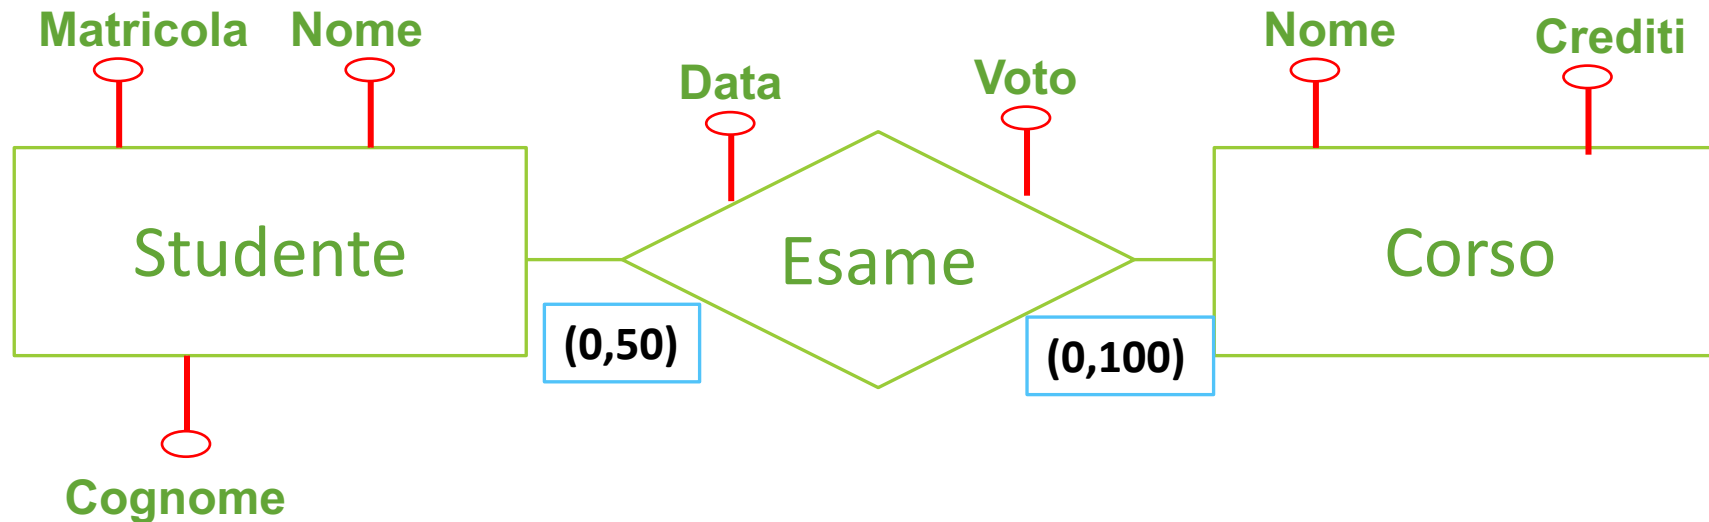 Matricola Nome
Data
Voto
Nome
Crediti
Studente
Esame
Corso
(0,50)
(0,100)
Cognome